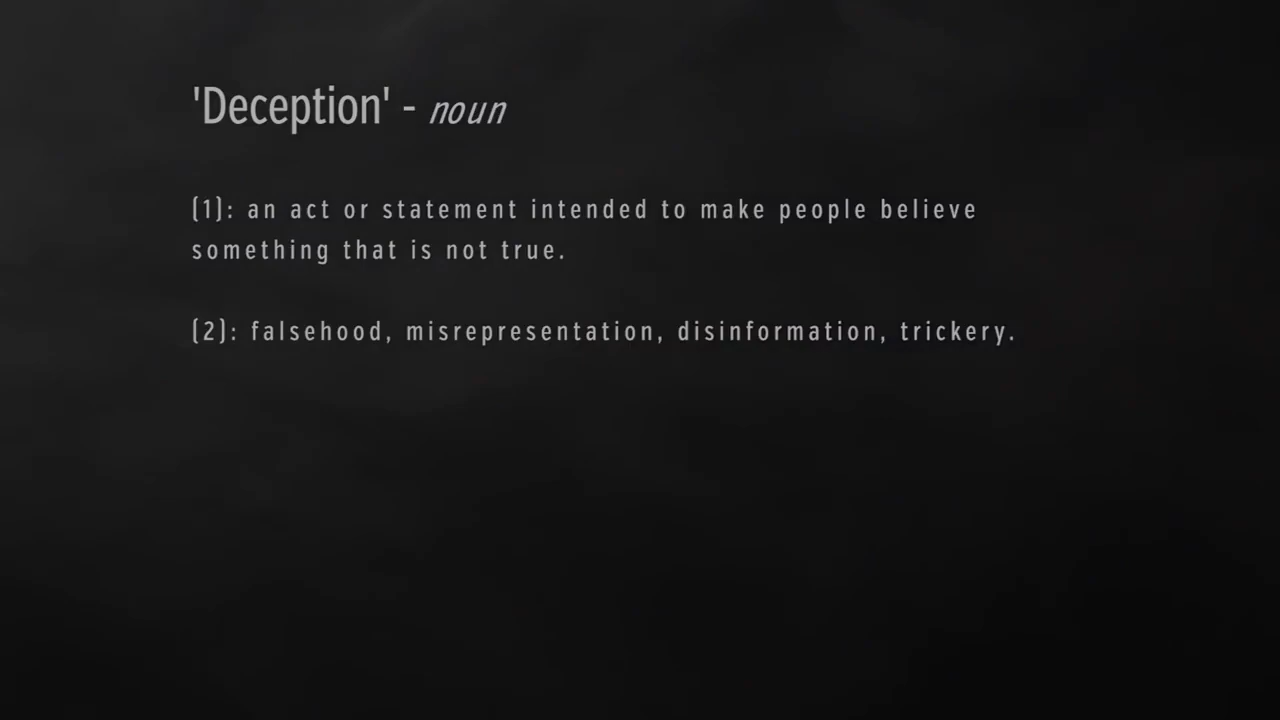 'Deception' - noun
(1): an act or statement intended to make people believe
something that is not true.
(2): falsehood, misrepresentation, disinformation, trickery.